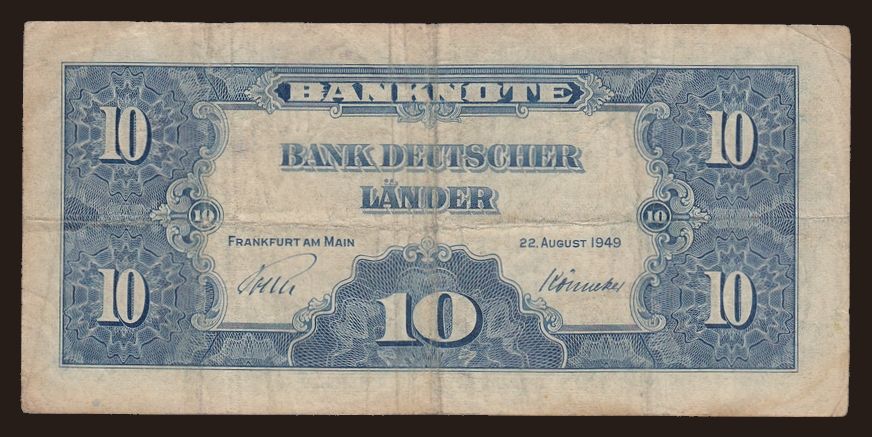 BANKNOTE
10 10
BANK DEUTSCHER
LÄNDER
10 10
FRANKFURT AM MAIN 22. AUGUST 1949
10 10 10